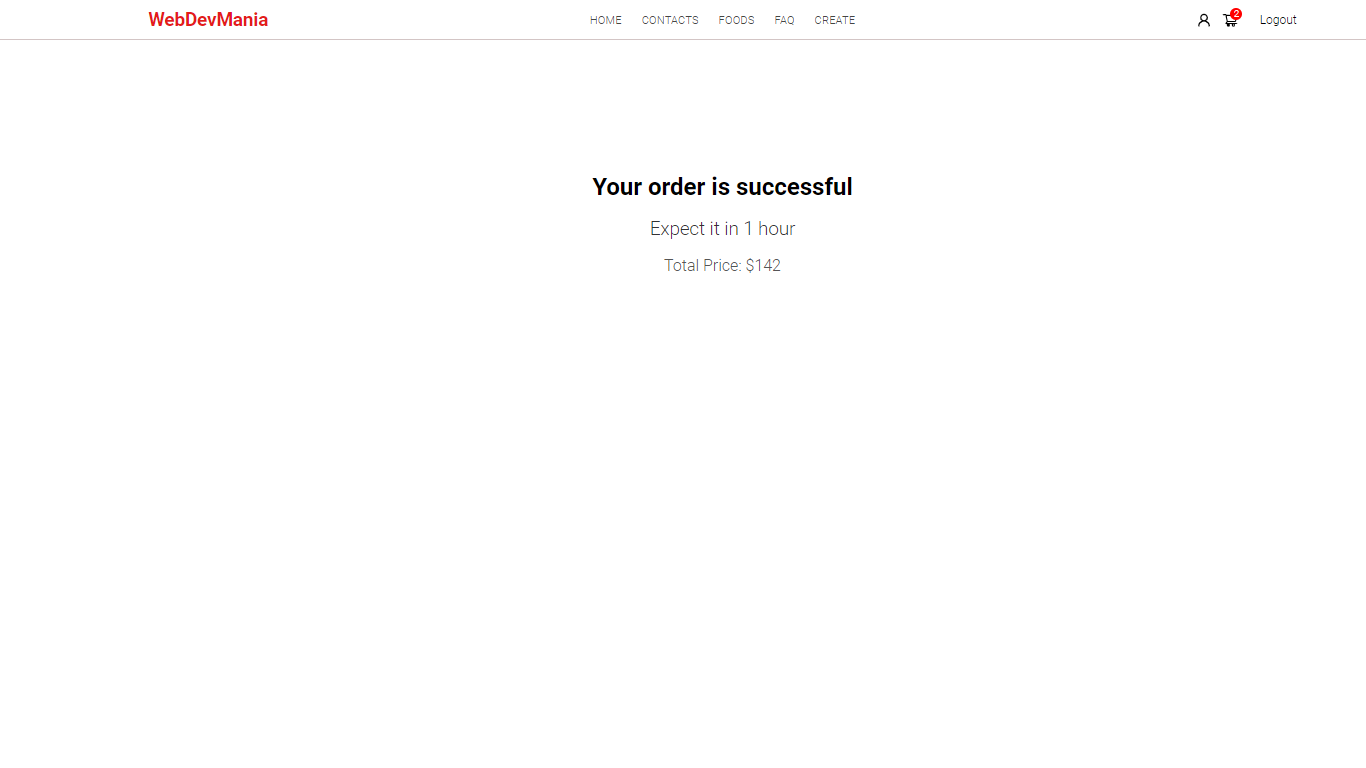 WebDevMania
HOME CONTACTS FOODS FAQ CREATE
2
Logout
Your order is successful
Expect it in 1 hour
Total Price: $142